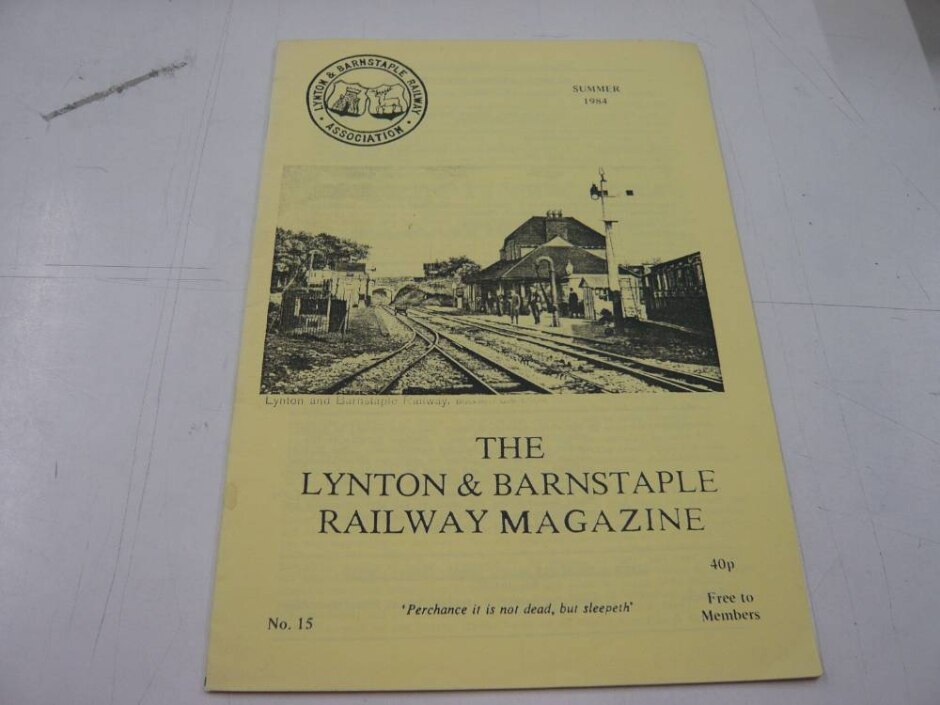 LYNTON & BARNSTAPLE RAILWAY
ASSOCIATION
SUMMER
1984
Lynton and Barnstaple Railway.
THE
LYNTON & BARNSTAPLE
RAILWAY MAGAZINE
40p
'Perchance it is not dead, but sleepeth'
Free to
Members
No. 15